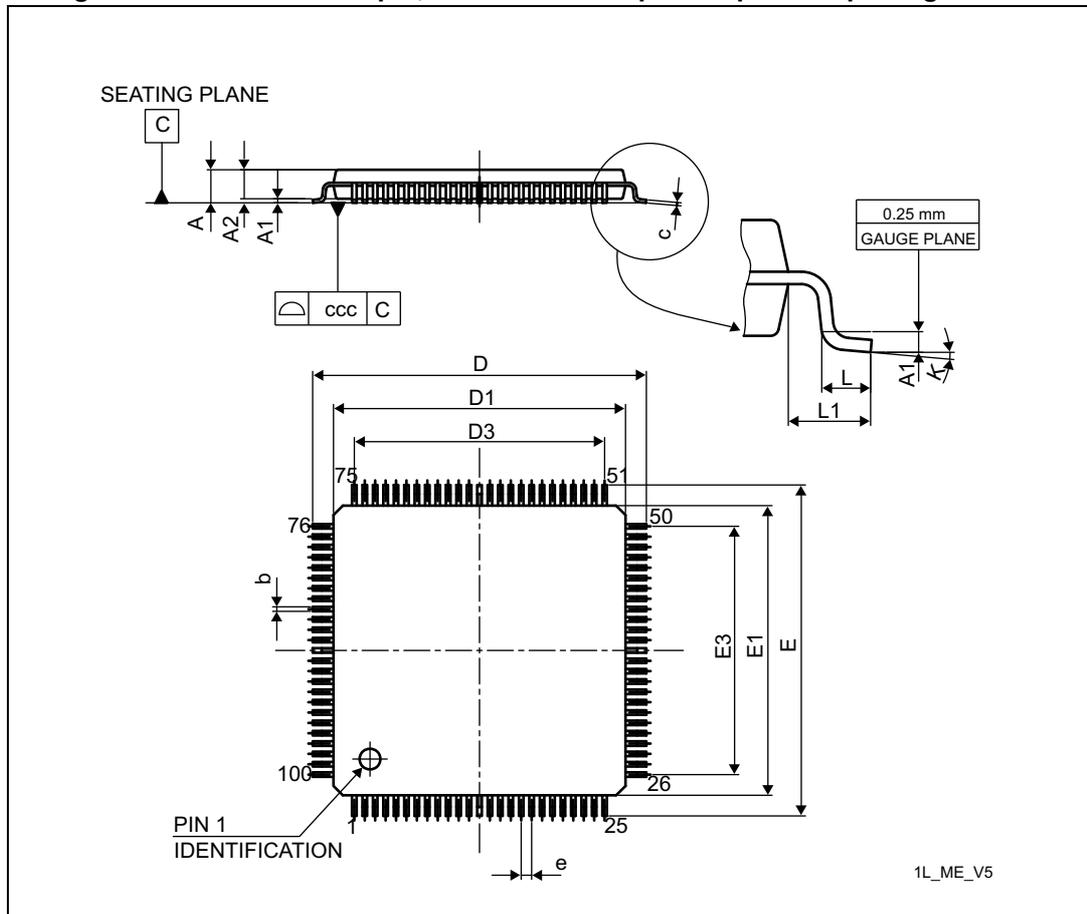 SEATING PLANE
C
A
A2
A1
c
ccc C
0.25 mm
GAUGE PLANE
A1
K
L
L1
D
D1
D3
75
51
76
50
b
E3
E1
E
100
26
1
25
PIN 1
IDENTIFICATION
e
1L_ME_V5